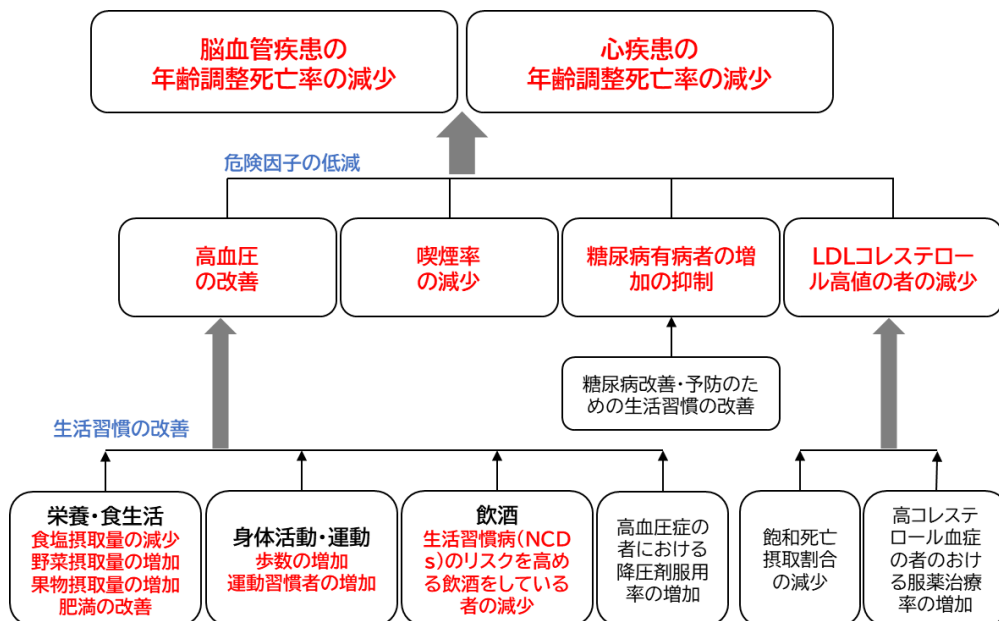 脳血管疾患の
年齢調整死亡率の減少
心疾患の
年齢調整死亡率の減少
危険因子の低減
高血圧
の改善
喫煙率
の減少
糖尿病有病者の増
加の抑制
LDLコレステロー
ル高値の者の減少
糖尿病改善・予防のた
めの生活習慣の改善
生活習慣の改善
栄養・食生活
食塩摂取量の減少
野菜摂取量の増加
果物摂取量の増加
肥満の改善
身体活動・運動
歩数の増加
運動習慣者の増加
飲酒
生活習慣病(NCD
s)のリスクを高め
る飲酒をしている
者の減少
高血圧症の
者における
降圧剤服用
率の増加
飽和死亡
摂取割合
の減少
高コレステ
ロール血症
の者のおけ
る服薬治療
率の増加